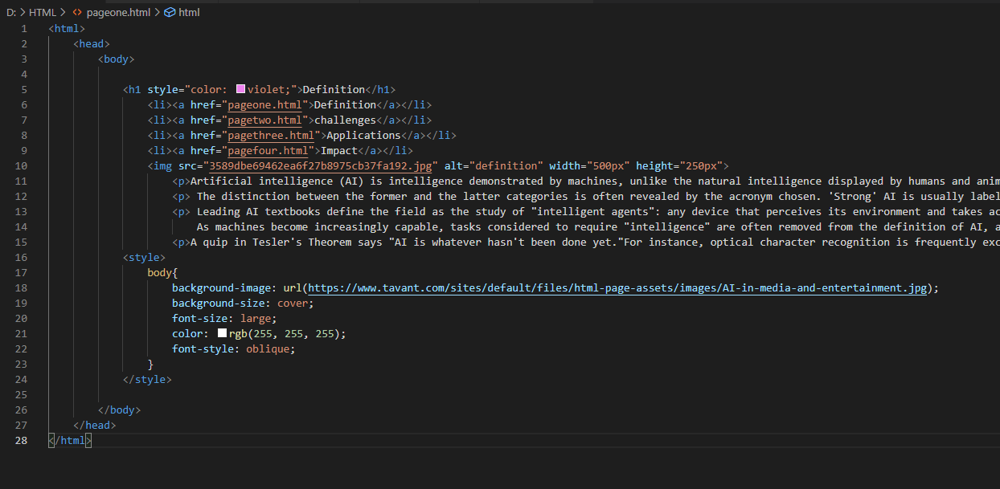 D: > HTML > <> pageone.html > html
1 <html>
2 <head>
3 <body>
4
5 <h1 style="color: violet;">Definition</h1>
6 <li><a href="pageone.html">Definition</a></li>
7 <li><a href="pagetwo.html">challenges</a></li>
8 <li><a href="pagethree.html">Applications</a></li>
9 <li><a href="pagefour.html">Impact</a></li>
10 <img src="3589dbe69462ea6f27b8975cb37fa192.jpg" alt="definition" width="500px" height="250px">
11 <p>Artificial intelligence (AI) is intelligence demonstrated by machines, unlike the natural intelligence displayed by humans and
12 <p> The distinction between the former and the latter categories is often revealed by the acronym chosen. 'Strong' AI is usually
13 <p> Leading AI textbooks define the field as the study of "intelligent agents": any device that perceives its environment and takes
14 As machines become increasingly capable, tasks considered to require "intelligence" are often removed from the definition of AI,
15 <p>A quip in Tesler's Theorem says "AI is whatever hasn't been done yet."For instance, optical character recognition is frequently
16 <style>
17 body{
18 background-image: url(https://www.tavant.com/sites/default/files/html-page-assets/images/AI-in-media-and-entertainment.jpg);
19 background-size: cover;
20 font-size: large;
21 color: rgb(255, 255, 255);
22 font-style: oblique;
23 }
24 </style>
25
26 </body>
27 </head>
28 </html>